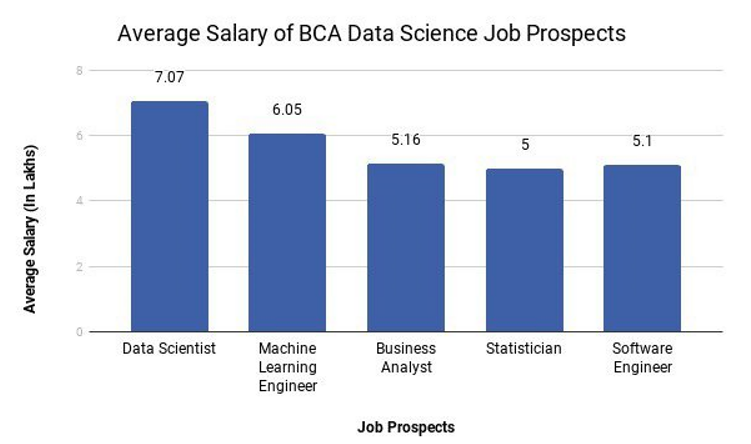 Average Salary of BCA Data Science Job Prospects
8
6
4
2
0
Average Salary (In Lakhs)
7.07
6.05
5.16
5
5.1
Data Scientist
Machine
Learning
Engineer
Business
Analyst
Statistician
Software
Engineer
Job Prospects